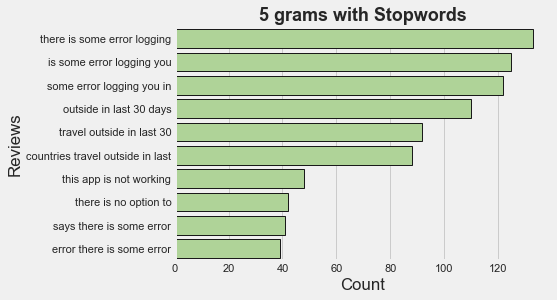 5 grams with Stopwords
Reviews
there is some error logging
is some error logging you
some error logging you in
outside in last 30 days
travel outside in last 30
countries travel outside in last
this app is not working
there is no option to
says there is some error
error there is some error
0 20 40 60 80 100 120
Count